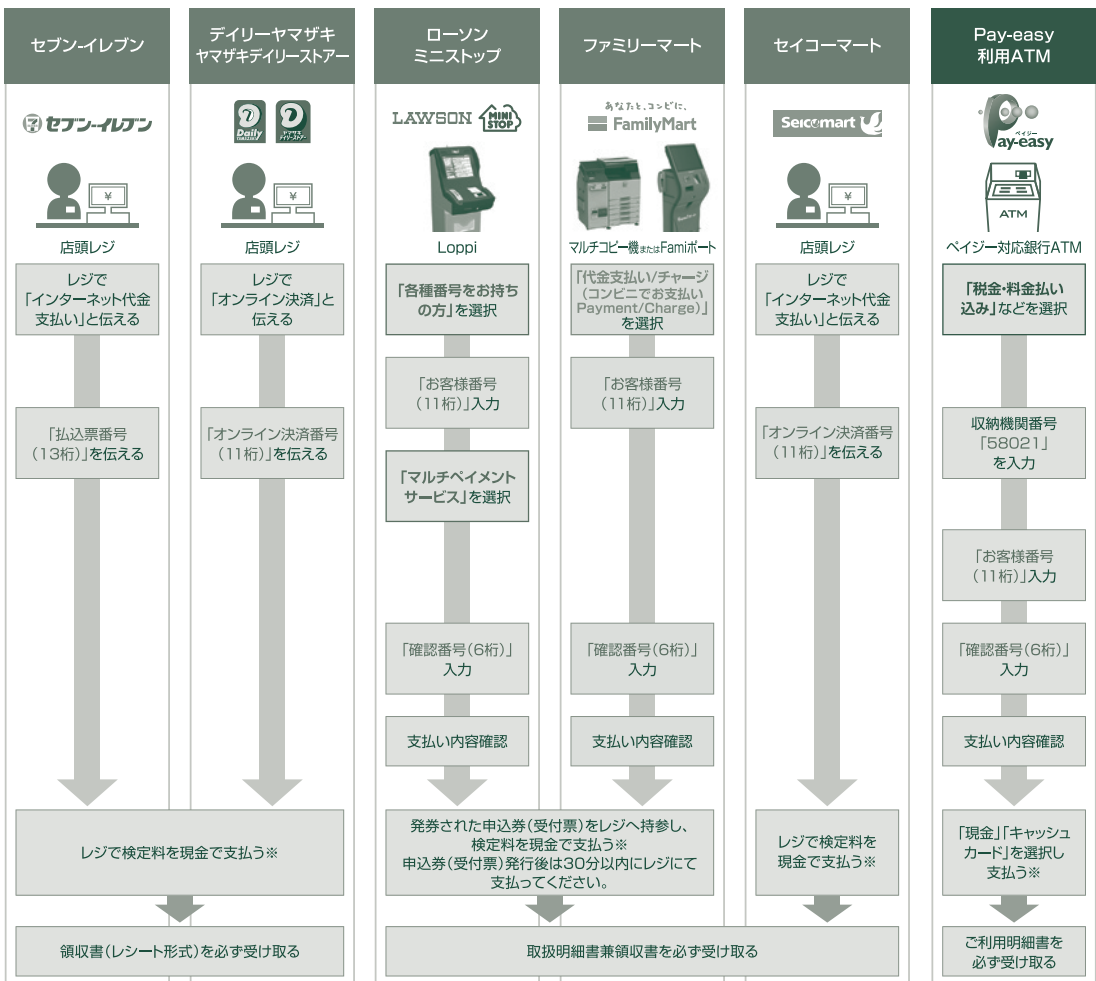 セブン-イレブン
デイリーヤマザキ
ヤマザキデイリーストアー
ローソン
ミニストップ
ファミリーマート
セイコーマート
Pay-easy
利用ATM
セブン-イレブン
Daily
ヤマザキ
デイリーストアー
LAWSON
MINI
STOP
あなたと、コンビに、
FamilyMart
Seicomart
ペイジー
Pay-easy
¥
¥
¥
ATM
店頭レジ
店頭レジ
Loppi
マルチコピー機またはFamiポート
店頭レジ
ペイジー対応銀行ATM
レジで
「インターネット代金
支払い」と伝える
レジで
「オンライン決済」と
伝える
「各種番号をお持ち
の方」を選択
「代金支払い/チャージ
(コンビニでお支払い
Payment/Charge)」
を選択
レジで
「インターネット代金
支払い」と伝える
「税金・料金払い
込み」などを選択
「お客様番号
(11桁)」入力
「お客様番号
(11桁)」入力
「払込票番号
(13桁)」を伝える
「オンライン決済番号
(11桁)」を伝える
「オンライン決済番号
(11桁)」を伝える
収納機関番号
「58021」
を入力
「マルチペイメント
サービス」を選択
「お客様番号
(11桁)」入力
「確認番号(6桁)」
入力
「確認番号(6桁)」
入力
「確認番号(6桁)」
入力
支払い内容確認
支払い内容確認
支払い内容確認
レジで検定料を現金で支払う※
発券された申込券(受付票)をレジへ持参し、
検定料を現金で支払う※
申込券(受付票)発行後は30分以内にレジにて
支払ってください。
レジで検定料を
現金で支払う※
「現金」「キャッシュ
カード」を選択し
支払う※
領収書(レシート形式)を必ず受け取る
取扱明細書兼領収書を必ず受け取る
ご利用明細書を
必ず受け取る